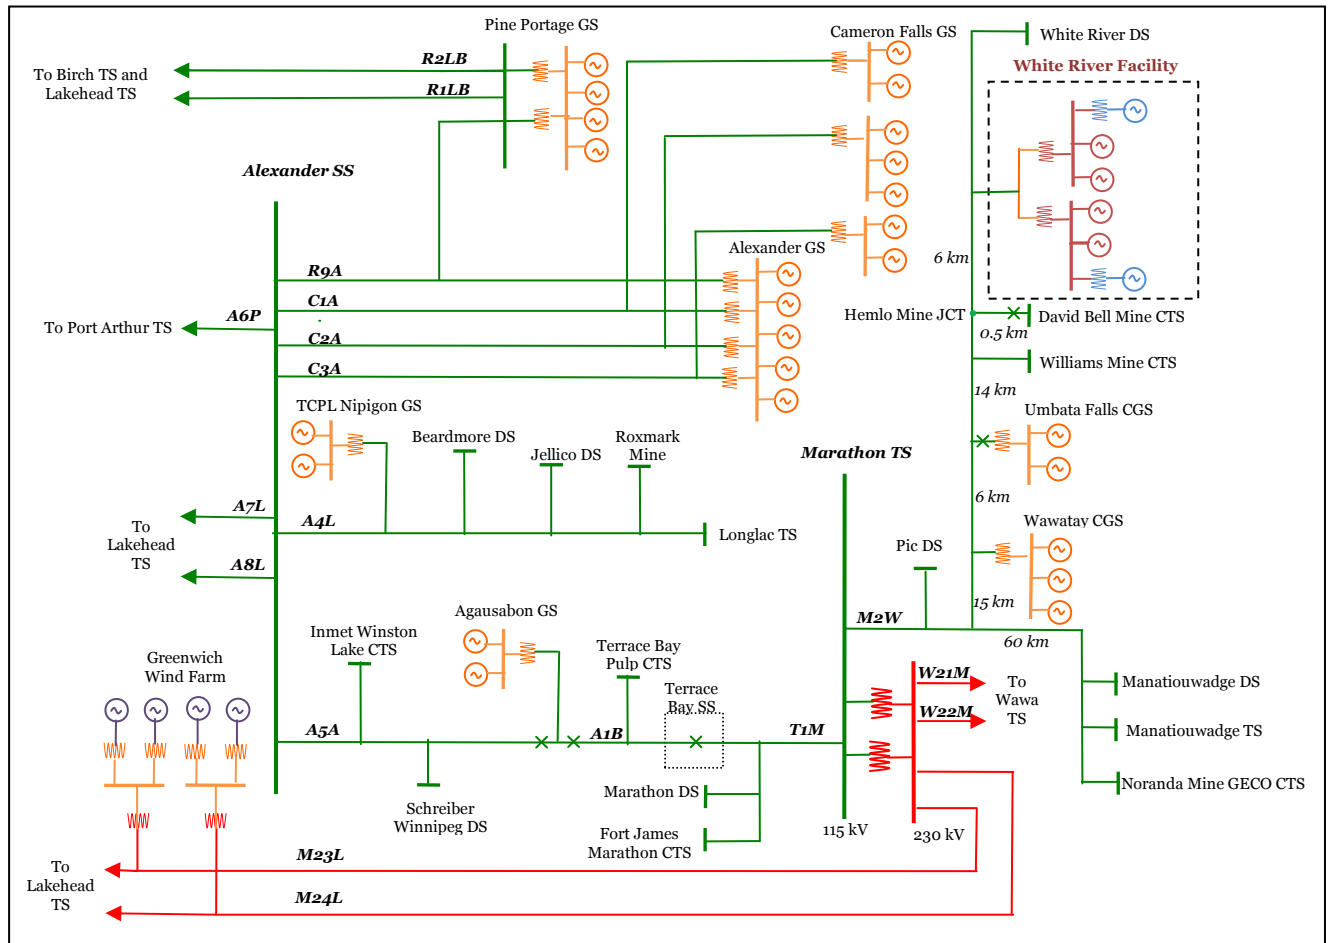 Pine Portage GS
Cameron Falls GS
White River DS
R2LB
To Birch TS and
Lakehead TS
R1LB
White River Facility
Alexander SS
Alexander GS
6 km
R9A
C1A
A6P
To Port Arthur TS
Hemlo Mine JCT
David Bell Mine CTS
0.5 km
C2A
C3A
Williams Mine CTS
14 km
TCPL Nipigon GS
Beardmore DS
Jellico DS
Roxmark
Mine
Umbata Falls CGS
Marathon TS
6 km
A7L
To
Lakehead
TS
A8L
A4L
Longlac TS
Wawatay CGS
Pic DS
15 km
M2W
60 km
Agausabon GS
Inmet Winston
Lake CTS
Terrace Bay
Pulp CTS
Terrace
Bay SS
Greenwich
Wind Farm
W21M
W22M
To
Wawa
TS
Manatiouwadge DS
Manatiouwadge TS
Noranda Mine GECO CTS
A5A
A1B
T1M
Schreiber
Winnipeg DS
Marathon DS
Fort James
Marathon CTS
115 kV
230 kV
To
Lakehead
TS
M23L
M24L